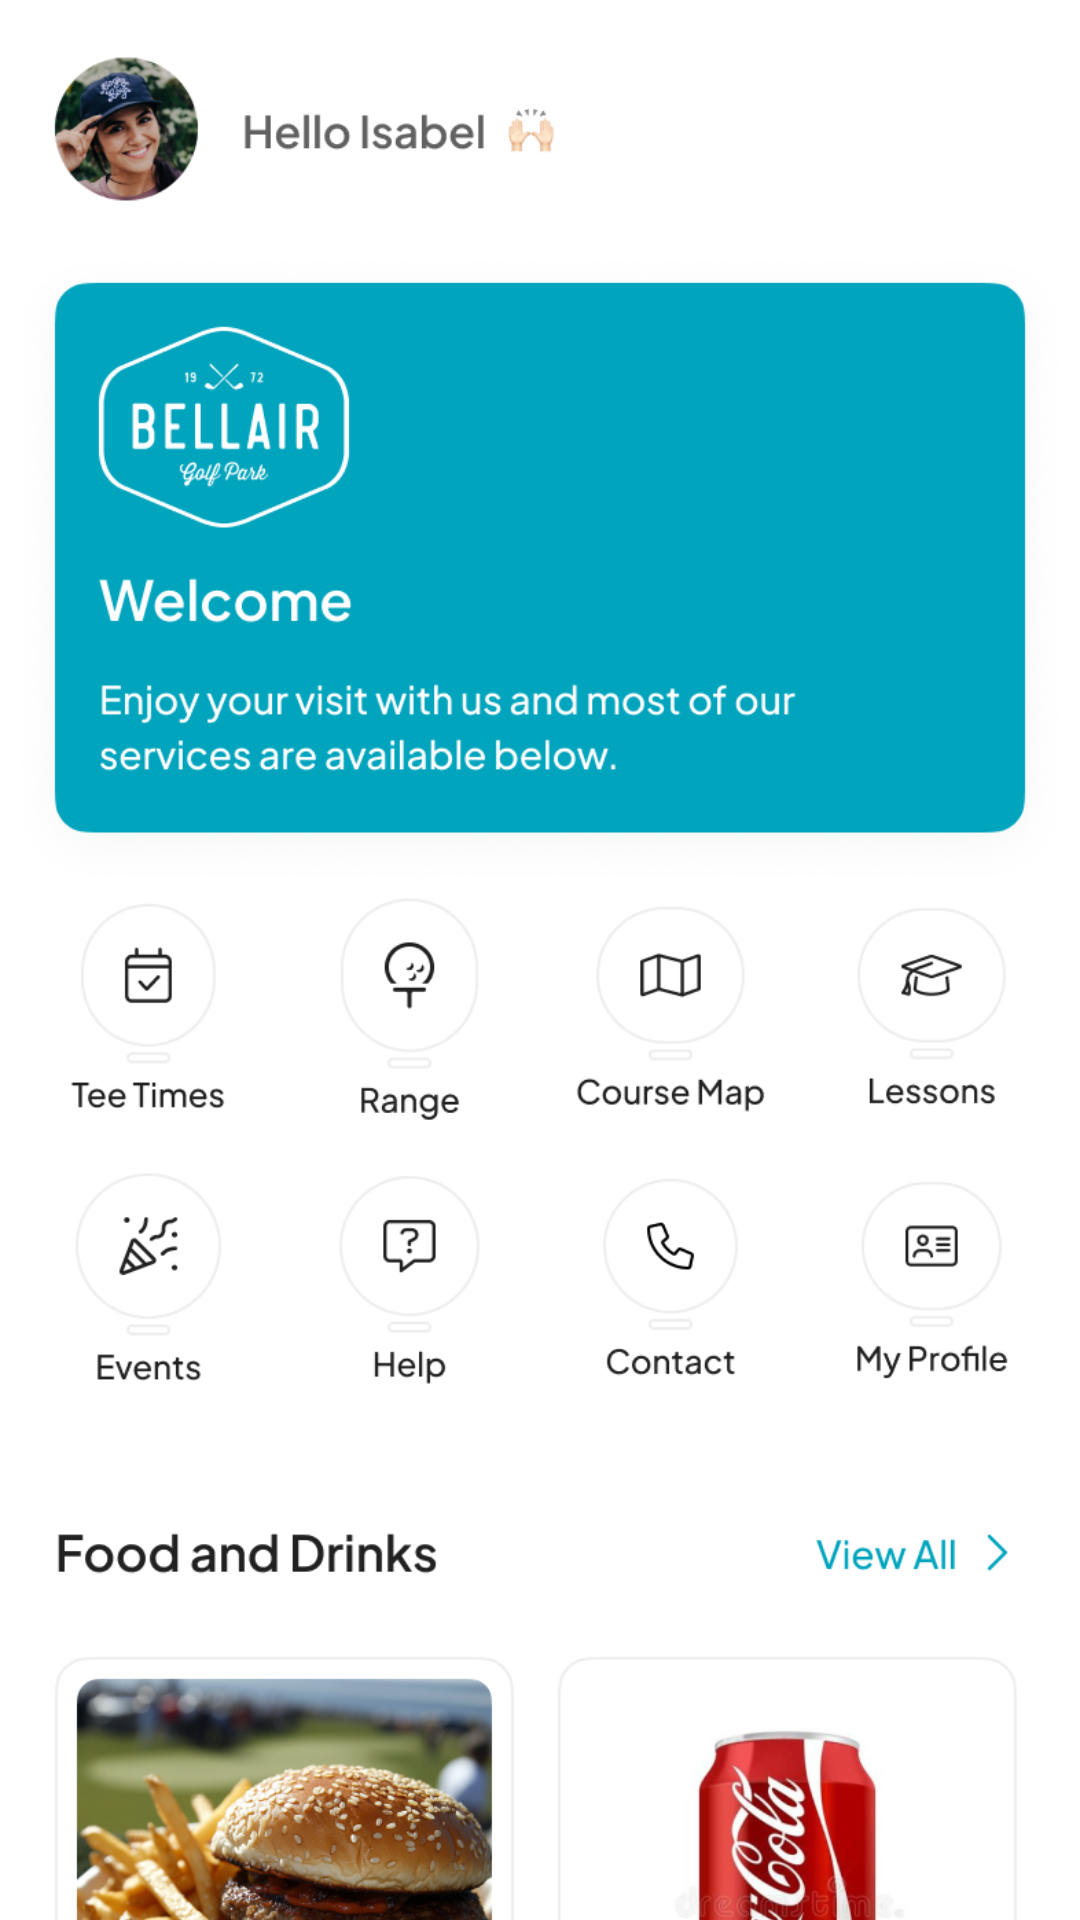 Hello Isabel 🙌🏻
19 72
BELLAIR
Golf Park
Welcome
Enjoy your visit with us and most of our
services are available below.
Tee Times
Range
Course Map
Lessons
Events
Help
Contact
My Profile
Food and Drinks
View All
Cola
dreamstime.